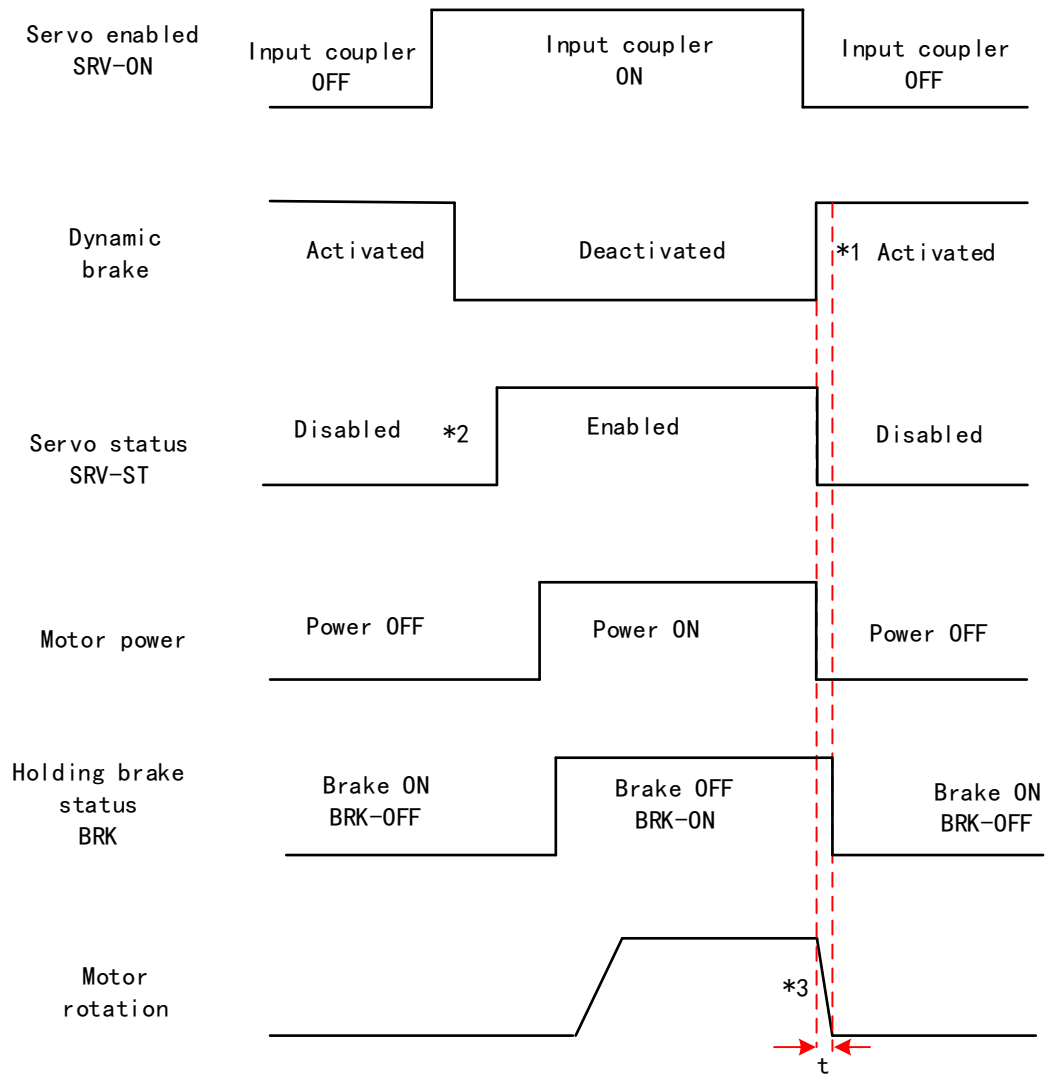 Servo enabled
SRV-ON
Input coupler
OFF
Input coupler
ON
Input coupler
OFF
Dynamic
brake
Activated
Deactivated
*1 Activated
Servo status
SRV-ST
Disabled
*2
Enabled
Disabled
Motor power
Power OFF
Power ON
Power OFF
Holding brake
status
BRK
Brake ON
BRK-OFF
Brake OFF
BRK-ON
Brake ON
BRK-OFF
Motor
rotation
*3
t